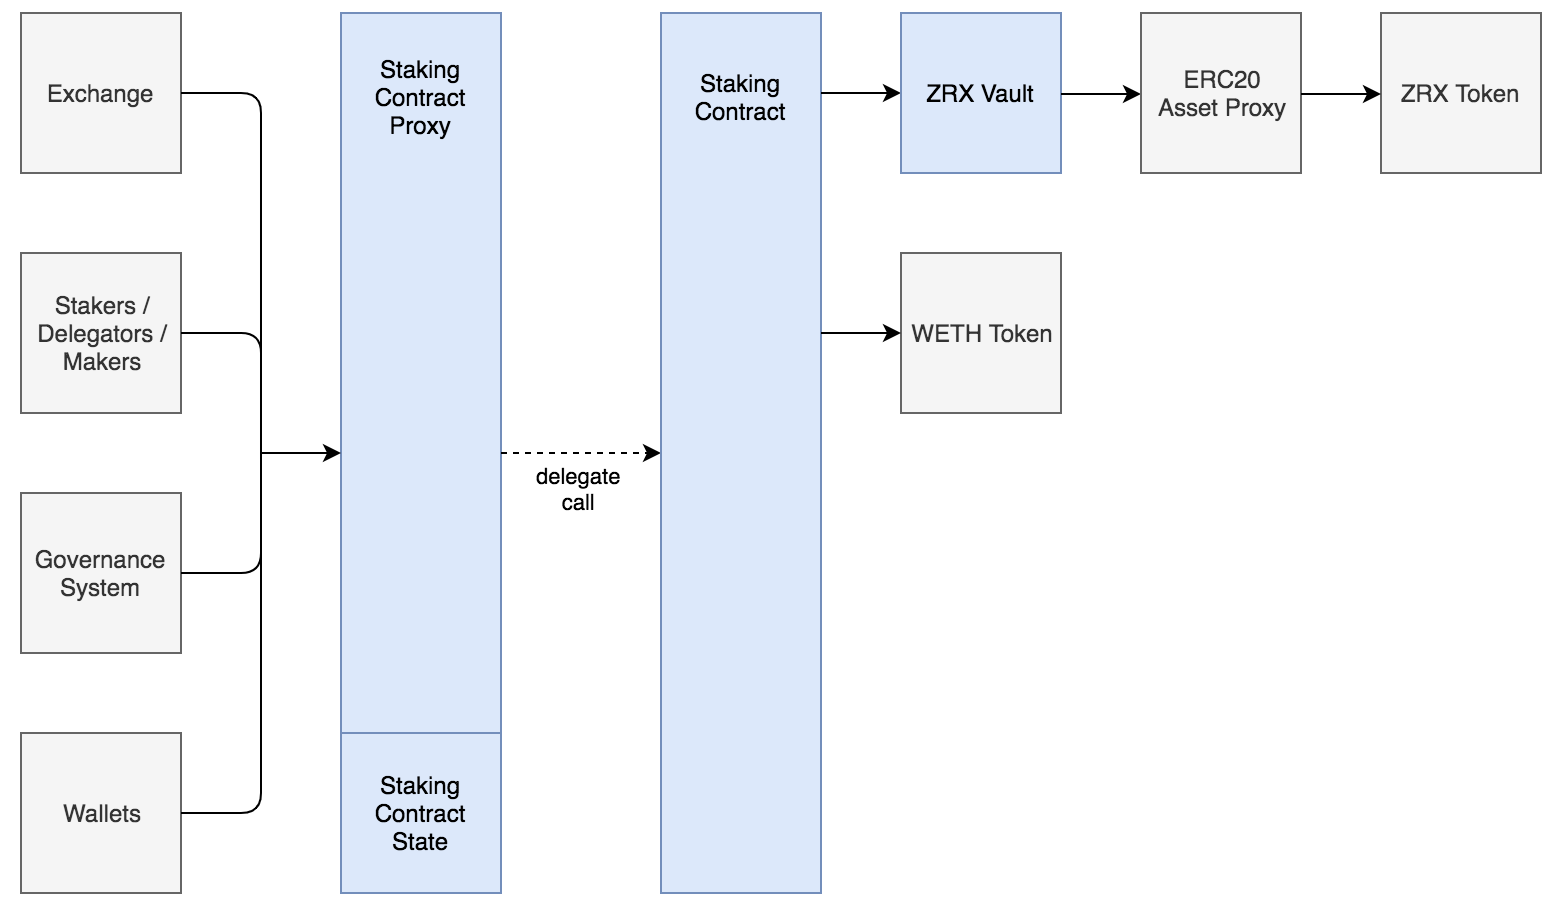 Exchange
Staking
Contract
Proxy
Staking
Contract
ZRX Vault
ERC20
Asset Proxy
ZRX Token
Stakers /
Delegators /
Makers
WETH Token
delegate
call
Governance
System
Wallets
Staking
Contract
State